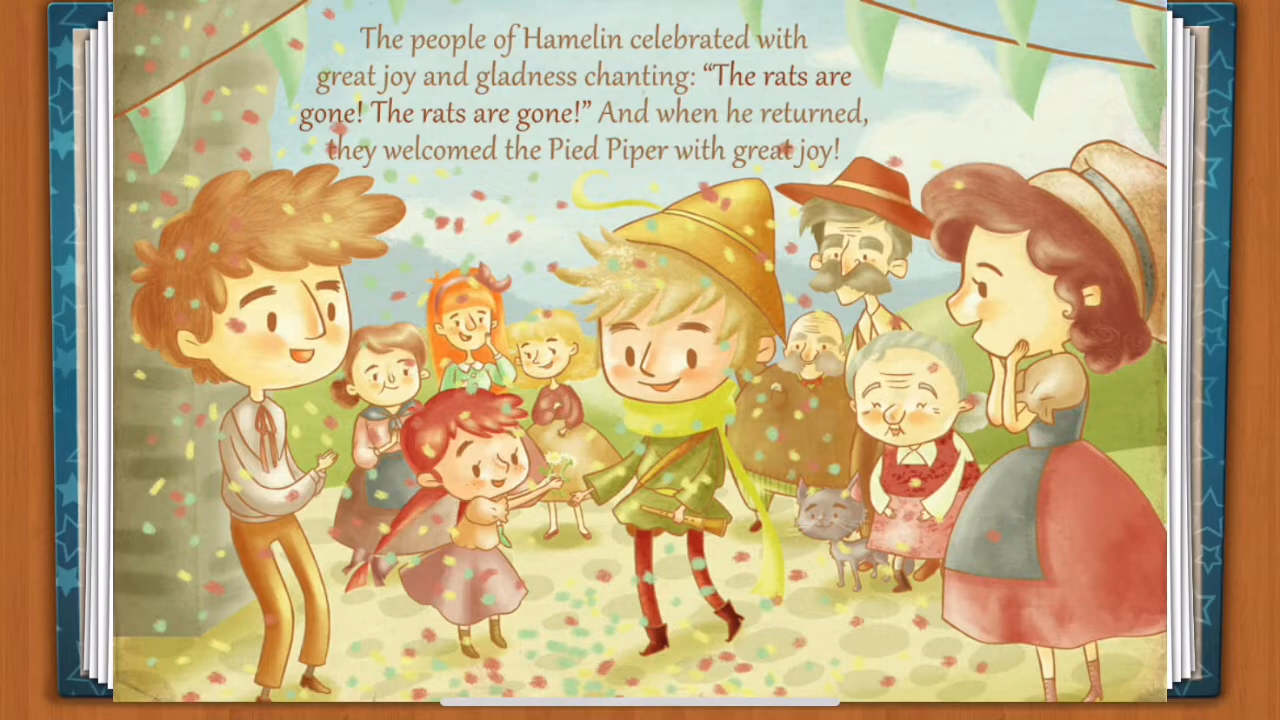 The people of Hamelin celebrated with
great joy and gladness chanting: “The rats are
gone! The rats are gone!” And when he returned,
they welcomed the Pied Piper with great joy!